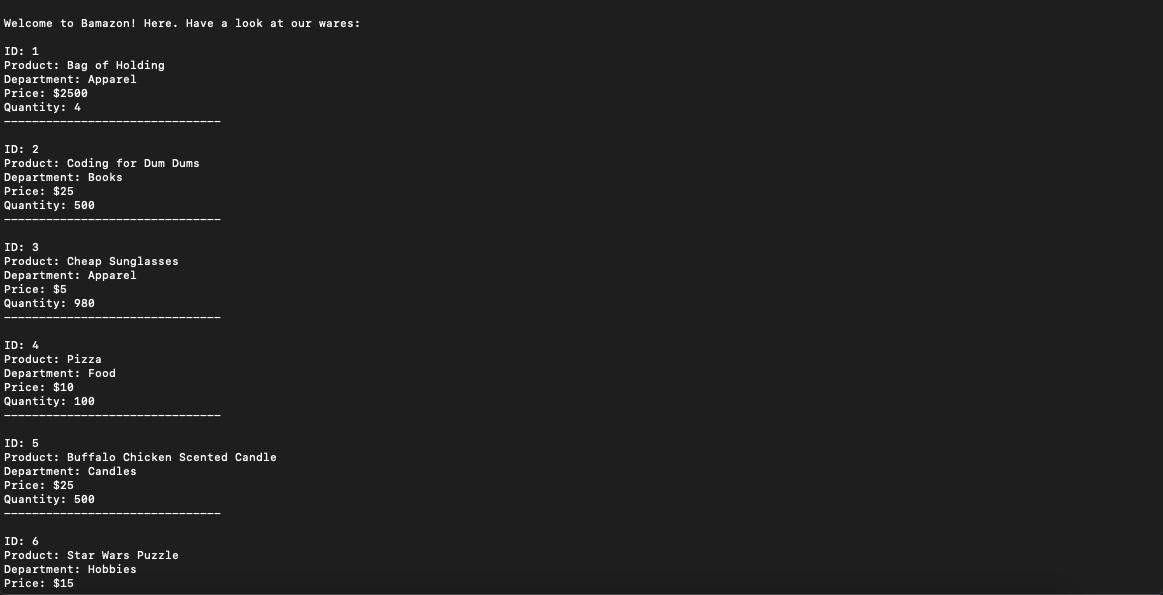 Welcome to Bamazon! Here. Have a look at our wares:
ID: 1
Product: Bag of Holding
Department: Apparel
Price: $2500
Quantity: 4
-------------------------------
ID: 2
Product: Coding for Dum Dums
Department: Books
Price: $25
Quantity: 500
-------------------------------
ID: 3
Product: Cheap Sunglasses
Department: Apparel
Price: $5
Quantity: 980
-------------------------------
ID: 4
Product: Pizza
Department: Food
Price: $10
Quantity: 100
-------------------------------
ID: 5
Product: Buffalo Chicken Scented Candle
Department: Candles
Price: $25
Quantity: 500
-------------------------------
ID: 6
Product: Star Wars Puzzle
Department: Hobbies
Price: $15